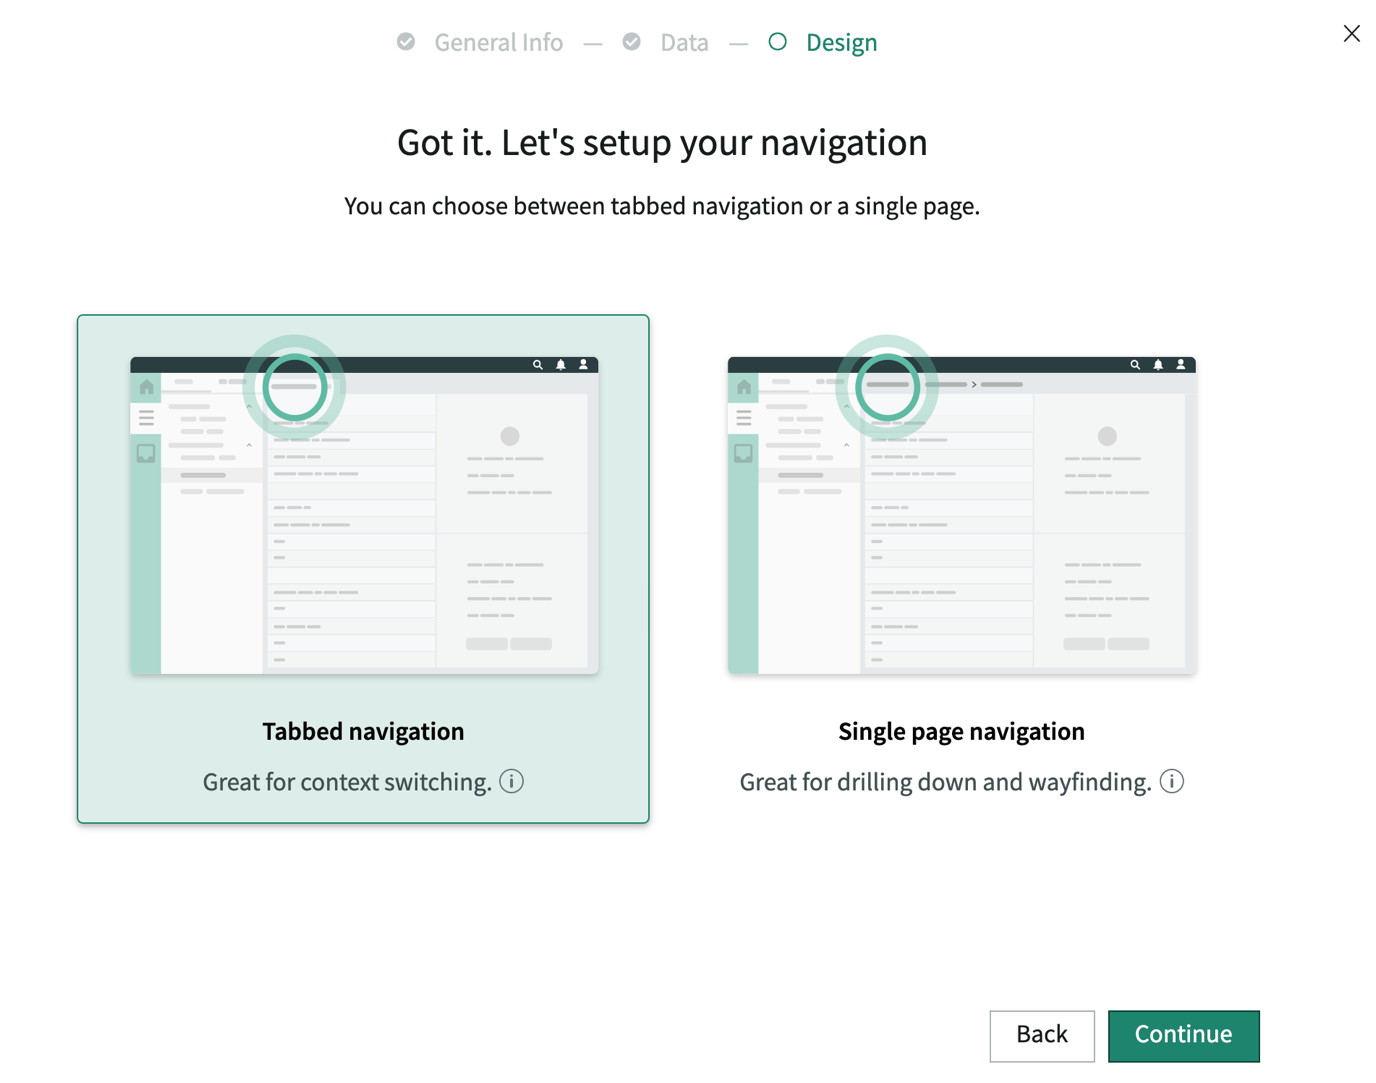 General Info — Data — Design
Got it. Let's setup your navigation
You can choose between tabbed navigation or a single page.
Tabbed navigation
Great for context switching.
Single page navigation
Great for drilling down and wayfinding.
Back
Continue